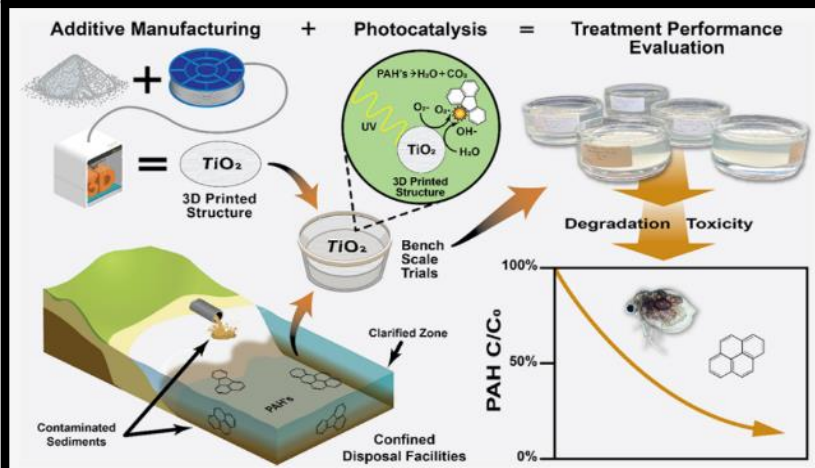 Additive Manufacturing + Photocatalysis = Treatment Performance
Evaluation
+
=
TiO₂
3D Printed
Structure
PAH's→H₂O+CO₂
O₂-
O₂-
OH-
UV
TiO₂
H₂O
3D Printed
Structure
TiO₂
Bench
Scale
Trials
Degradation Toxicity
Clarified Zone
PAH's
Contaminated
Sediments
Confined
Disposal Facilities
100%
50%
0%
PAH C/C₀